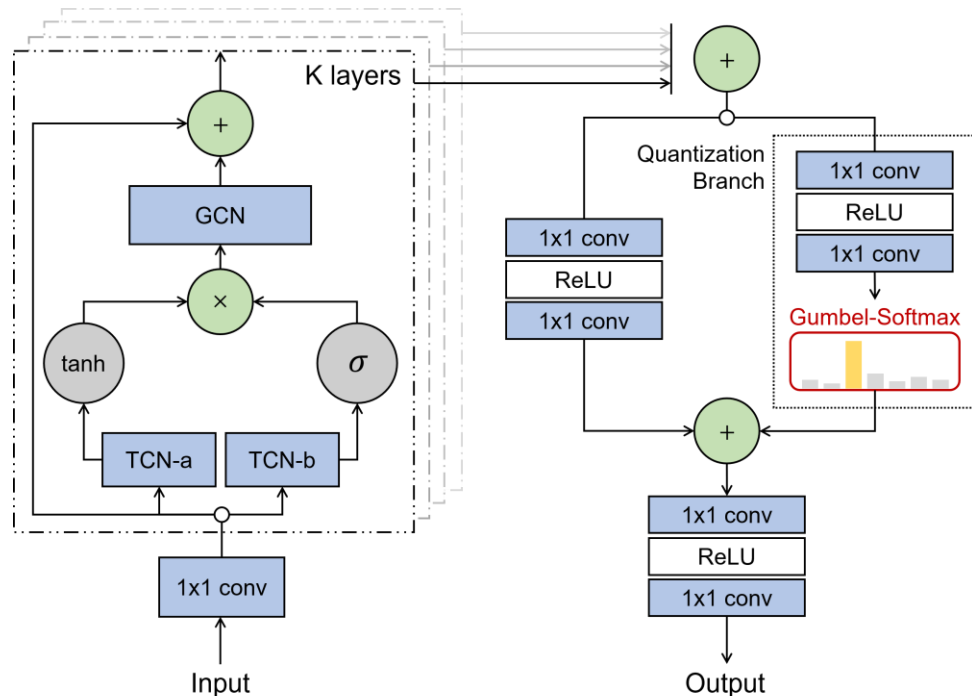 K layers
+
GCN
×
tanh
σ
TCN-a
TCN-b
1x1 conv
Input
+
Quantization
Branch
1x1 conv
ReLU
1x1 conv
1x1 conv
ReLU
1x1 conv
Gumbel-Softmax
+
1x1 conv
ReLU
1x1 conv
Output